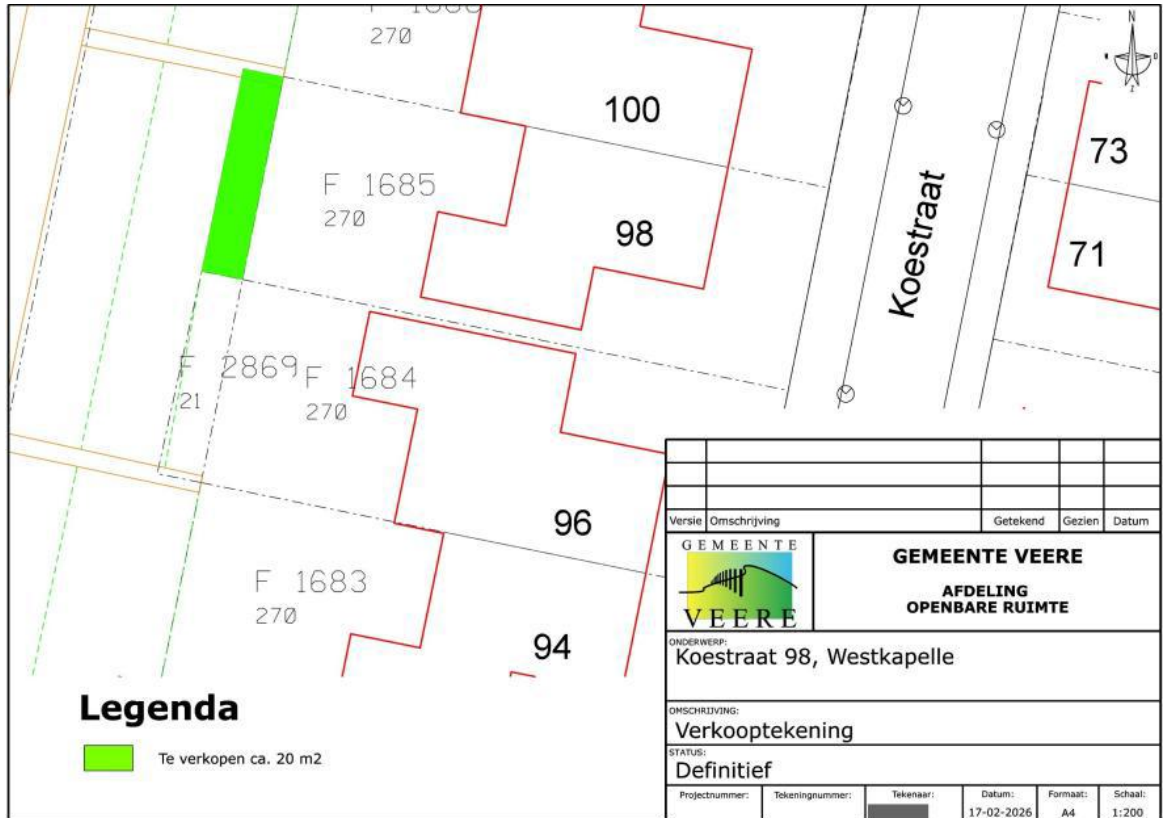 270
N
100
73
F 1685
270
98
71
Koestraat
F 2869
21
F 1684
270
96
F 1683
270
94
Legenda
Te verkopen ca. 20 m2
Versie Omschrijving Getekend Gezien Datum
GEMEENTE
VEERE
GEMEENTE VEERE
AFDELING
OPENBARE RUIMTE
ONDERWERP:
Koestraat 98, Westkapelle
OMSCHRIJVING:
Verkooptekening
STATUS:
Definitief
Projectnummer: Tekeningnummer: Tekenaar: Datum: Formaat: Schaal:
17-02-2026 A4 1:200